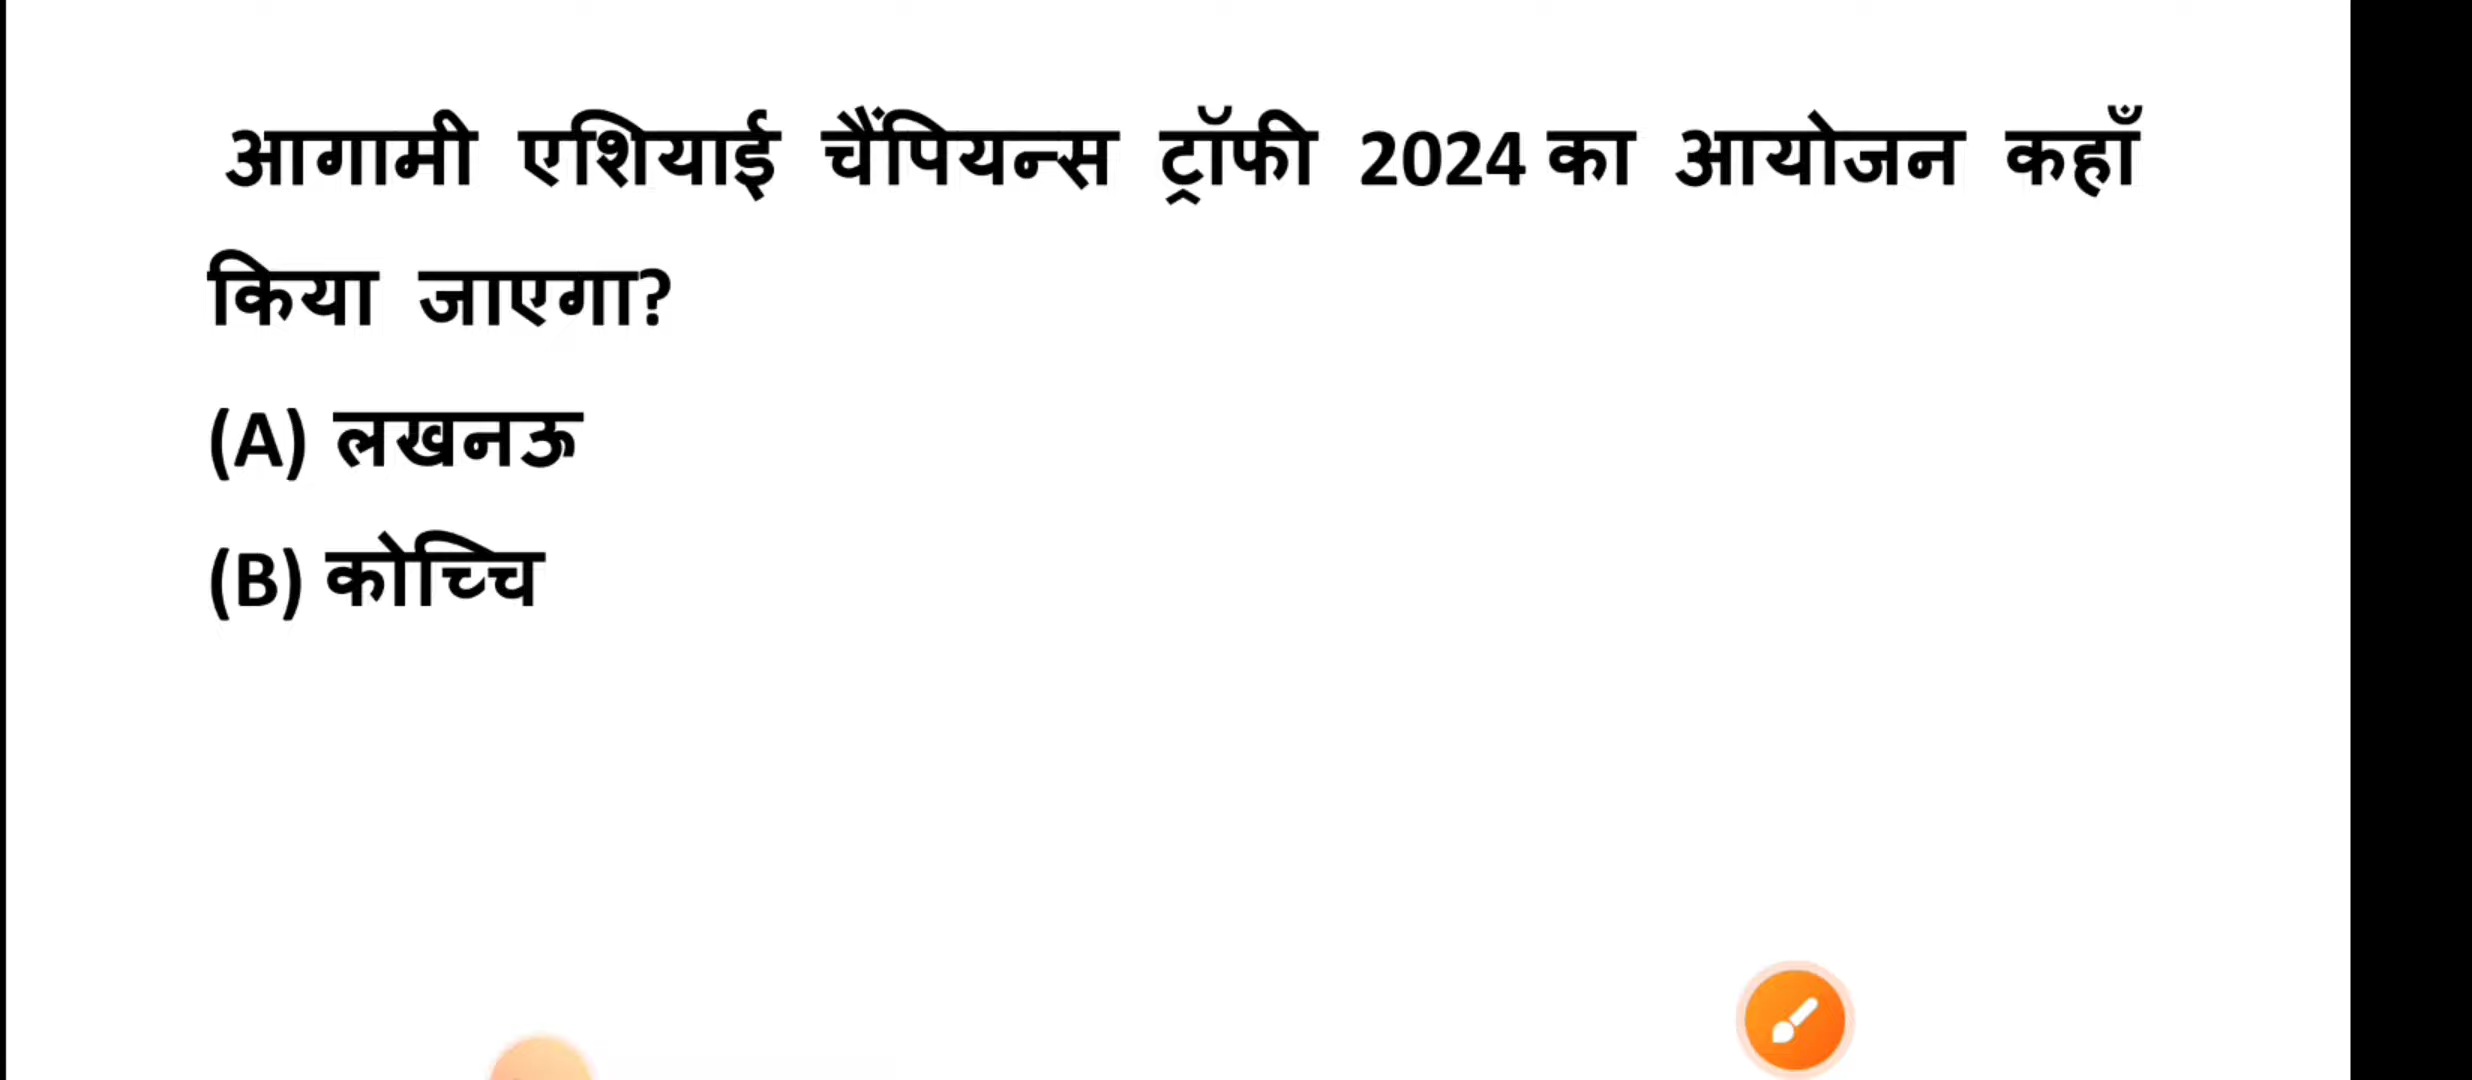 आगामी एशियाई चैंपियन्स ट्रॉफी 2024 का आयोजन कहाँ
किया जाएगा?
(A) लखनऊ
(B) कोच्चि